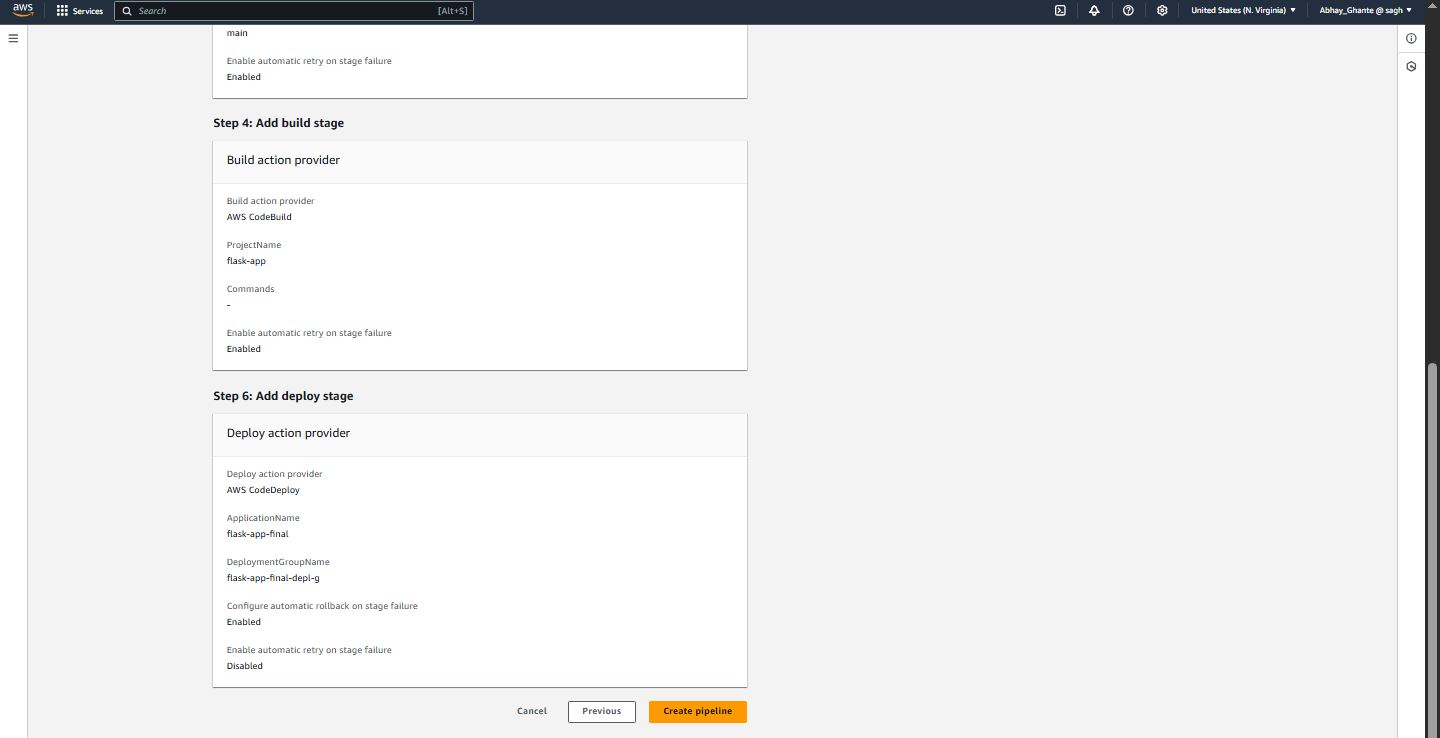 aws
Services
Search
[Alt+S]
United States (N. Virginia)
Abhay_Ghante @ sagh
main
Enable automatic retry on stage failure
Enabled
Step 4: Add build stage
Build action provider
Build action provider
AWS CodeBuild
ProjectName
flask-app
Commands
-
Enable automatic retry on stage failure
Enabled
Step 6: Add deploy stage
Deploy action provider
Deploy action provider
AWS CodeDeploy
ApplicationName
flask-app-final
DeploymentGroupName
flask-app-final-depl-g
Configure automatic rollback on stage failure
Enabled
Enable automatic retry on stage failure
Disabled
Cancel
Previous
Create pipeline